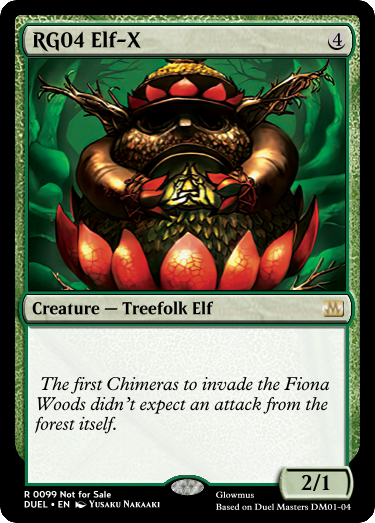 RG04 Elf-X 4
Creature — Treefolk Elf
The first Chimeras to invade the Fiona
Woods didn't expect an attack from the
forest itself.
2/1
R 0099 Not for Sale
DUEL • EN Yusaku Nakaaki
Glowmus
Based on Duel Masters DM01-04